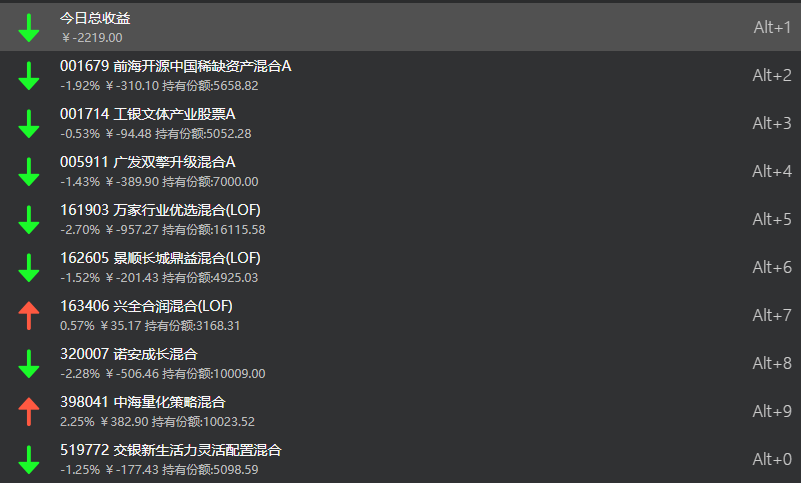 今日总收益
￥-2219.00
Alt+1
001679 前海开源中国稀缺资产混合A
-1.92% ￥-310.10 持有份额:5658.82
Alt+2
001714 工银文体产业股票A
-0.53% ￥-94.48 持有份额:5052.28
Alt+3
005911 广发双擎升级混合A
-1.43% ￥-389.90 持有份额:7000.00
Alt+4
161903 万家行业优选混合(LOF)
-2.70% ￥-957.27 持有份额:16115.58
Alt+5
162605 景顺长城鼎益混合(LOF)
-1.52% ￥-201.43 持有份额:4925.03
Alt+6
163406 兴全合润混合(LOF)
0.57% ￥35.17 持有份额:3168.31
Alt+7
320007 诺安成长混合
-2.28% ￥-506.46 持有份额:10009.00
Alt+8
398041 中海量化策略混合
2.25% ￥382.90 持有份额:10023.52
Alt+9
519772 交银新生活力灵活配置混合
-1.25% ￥-177.43 持有份额:5098.59
Alt+0